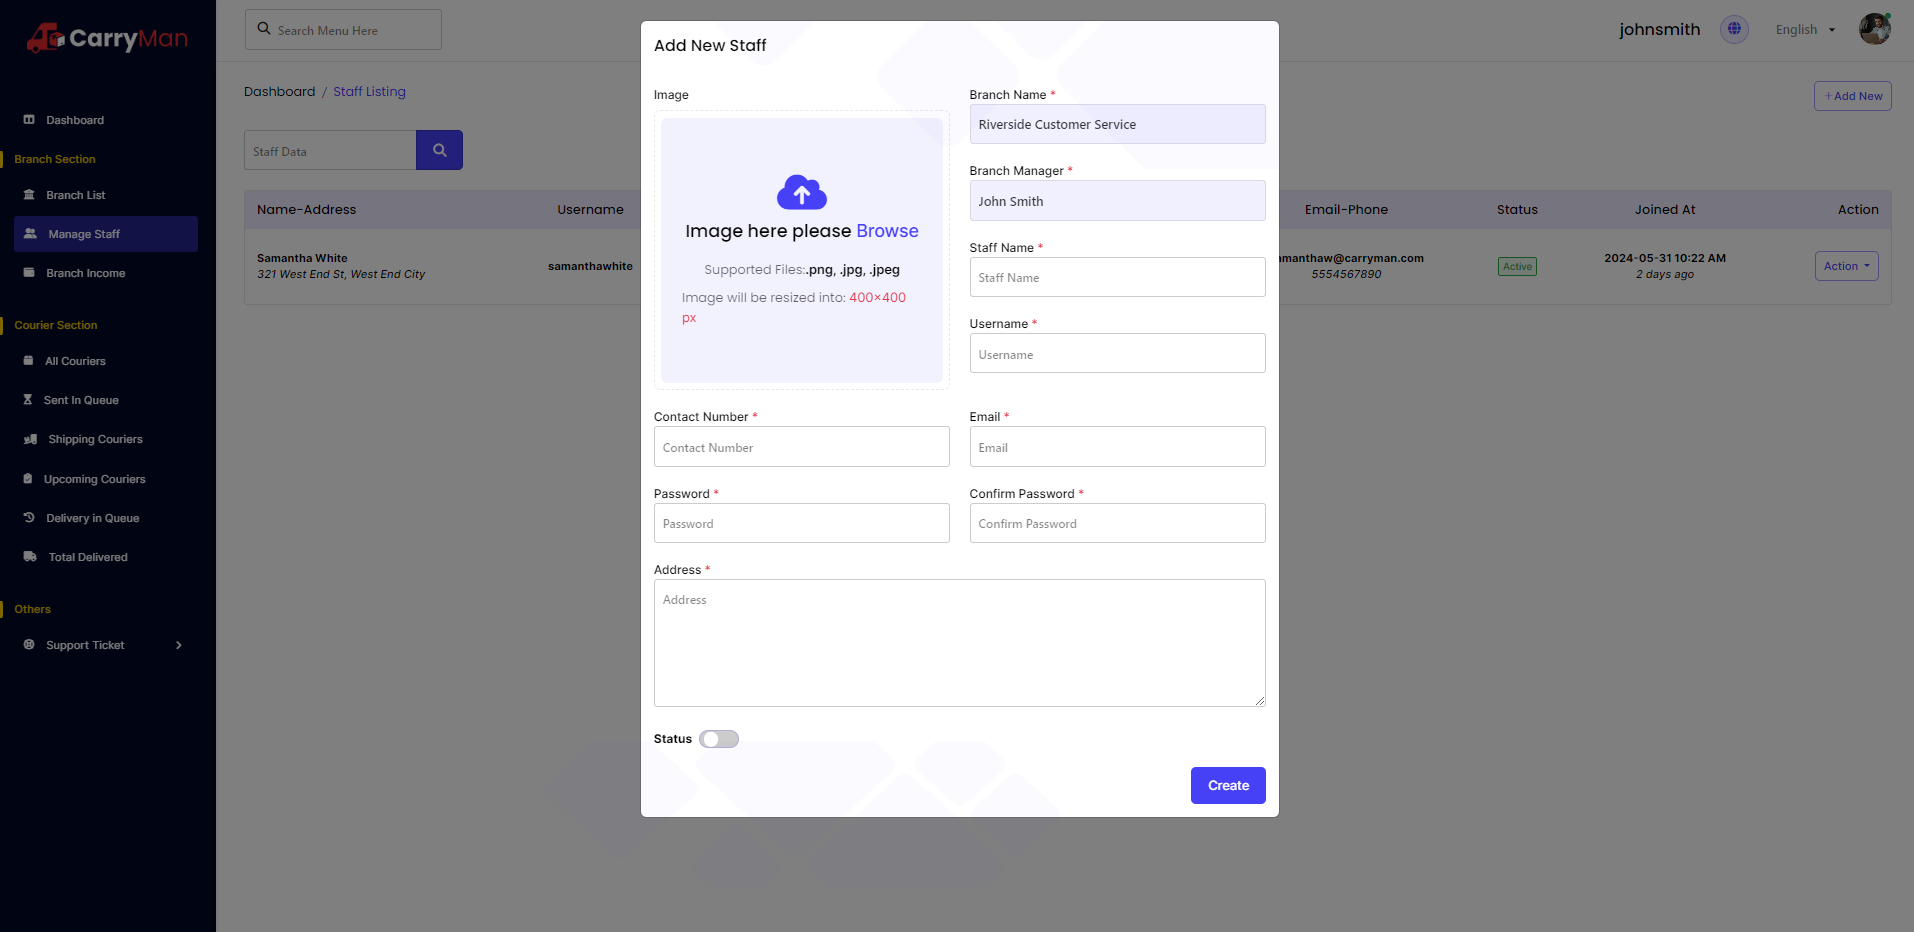 CarryMan
Search Menu Here
johnsmith
English
Dashboard
Branch Section
Branch List
Manage Staff
Branch Income
Courier Section
All Couriers
Sent In Queue
Shipping Couriers
Upcoming Couriers
Delivery in Queue
Total Delivered
Others
Support Ticket
Dashboard / Staff Listing
+Add New
Staff Data
Name-Address Username Email-Phone Status Joined At Action
Samantha White
321 West End St, West End City
samanthawhite
manthaw@carryman.com
5554567890
Active
2024-05-31 10:22 AM
2 days ago
Action
Add New Staff
Image
Image here please Browse
Supported Files:.png, .jpg, .jpeg
Image will be resized into: 400×400
px
Branch Name *
Riverside Customer Service
Branch Manager *
John Smith
Staff Name *
Staff Name
Username *
Username
Contact Number *
Contact Number
Email *
Email
Password *
Password
Confirm Password *
Confirm Password
Address *
Address
Status
Create